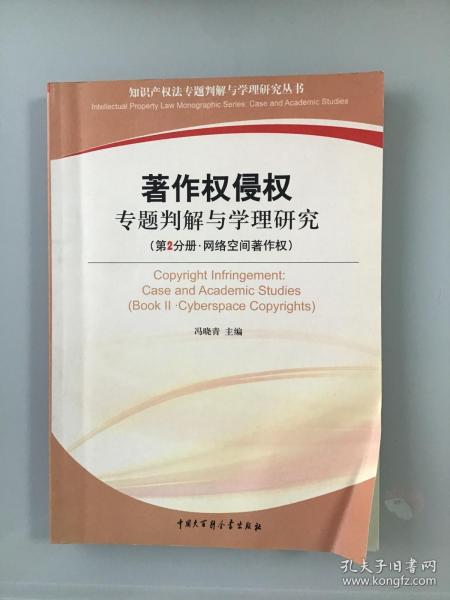 知识产权法专题判解与学理研究丛书
Intellectual Property Law Monographic Series: Case and Academic Studies
著作权侵权
专题判解与学理研究
(第2分册·网络空间著作权)
Copyright Infringement:
Case and Academic Studies
(Book II ·Cyberspace Copyrights)
冯晓青 主编
中国大百科全书出版社
孔夫子旧书网
www.kongfz.com